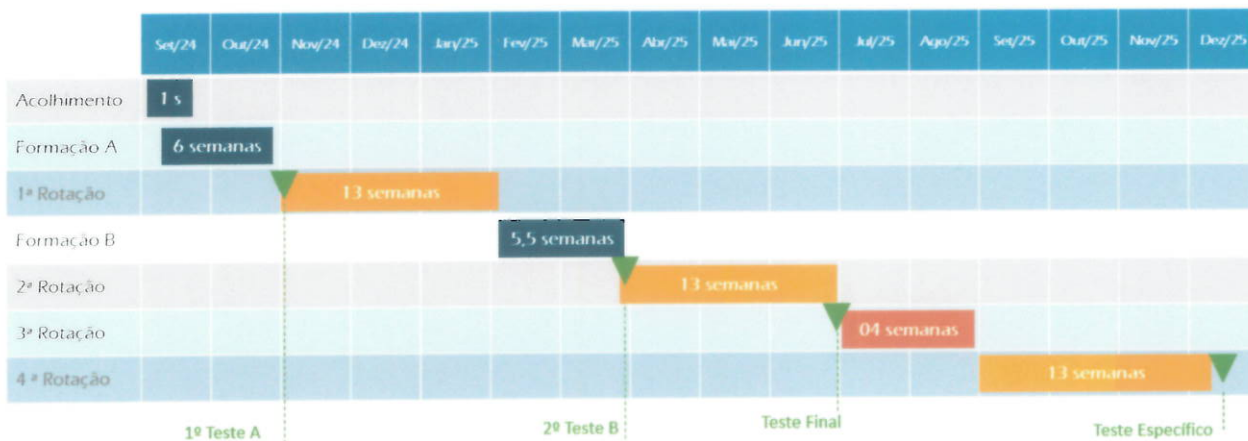 Set/24 Out/24 Nov/24 Dez/24 Jan/25 Fev/25 Mar/25 Abr/25 Mai/25 Jun/25 Jul/25 Ago/25 Set/25 Out/25 Nov/25 Dez/25
Acolhimento 1 s
Formação A 6 semanas
1ª Rotação 13 semanas
Formação B 5,5 semanas
2ª Rotação 13 semanas
3ª Rotação 04 semanas
4 ª Rotação 13 semanas
1º Teste A 2º Teste B Teste Final Teste Específico